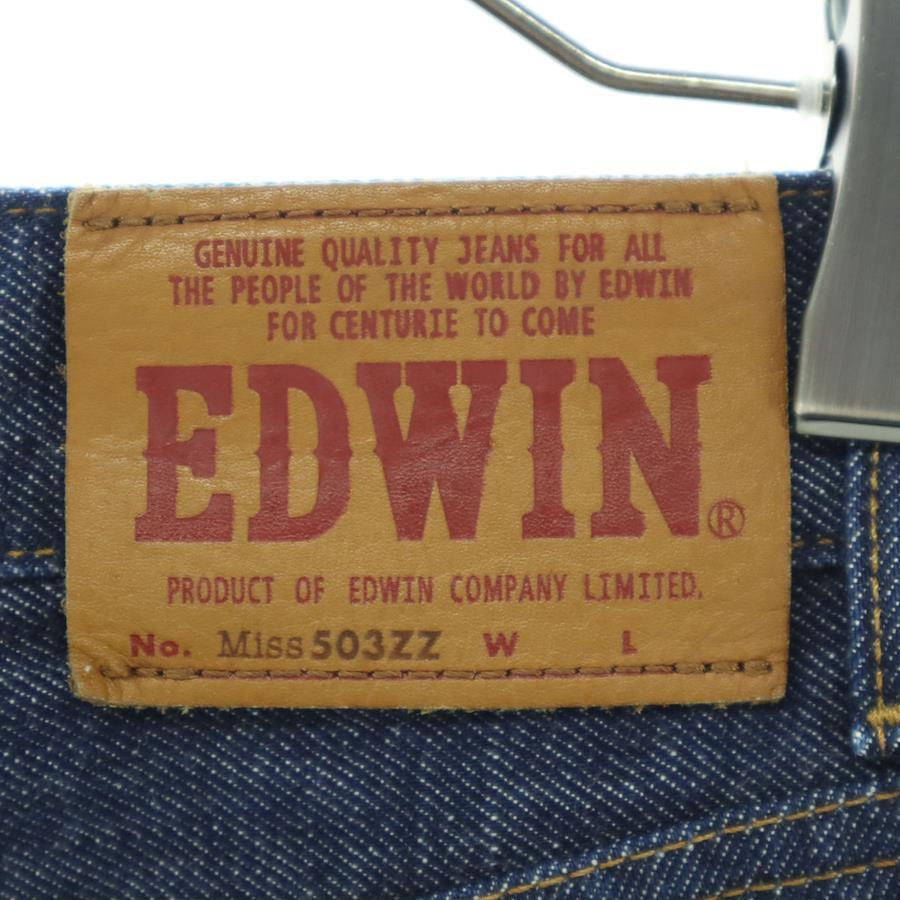 GENUINE QUALITY JEANS FOR ALL
THE PEOPLE OF THE WORLD BY EDWIN
FOR CENTURIE TO COME
EDWIN®
PRODUCT OF EDWIN COMPANY LIMITED.
No. Miss 503ZZ W L